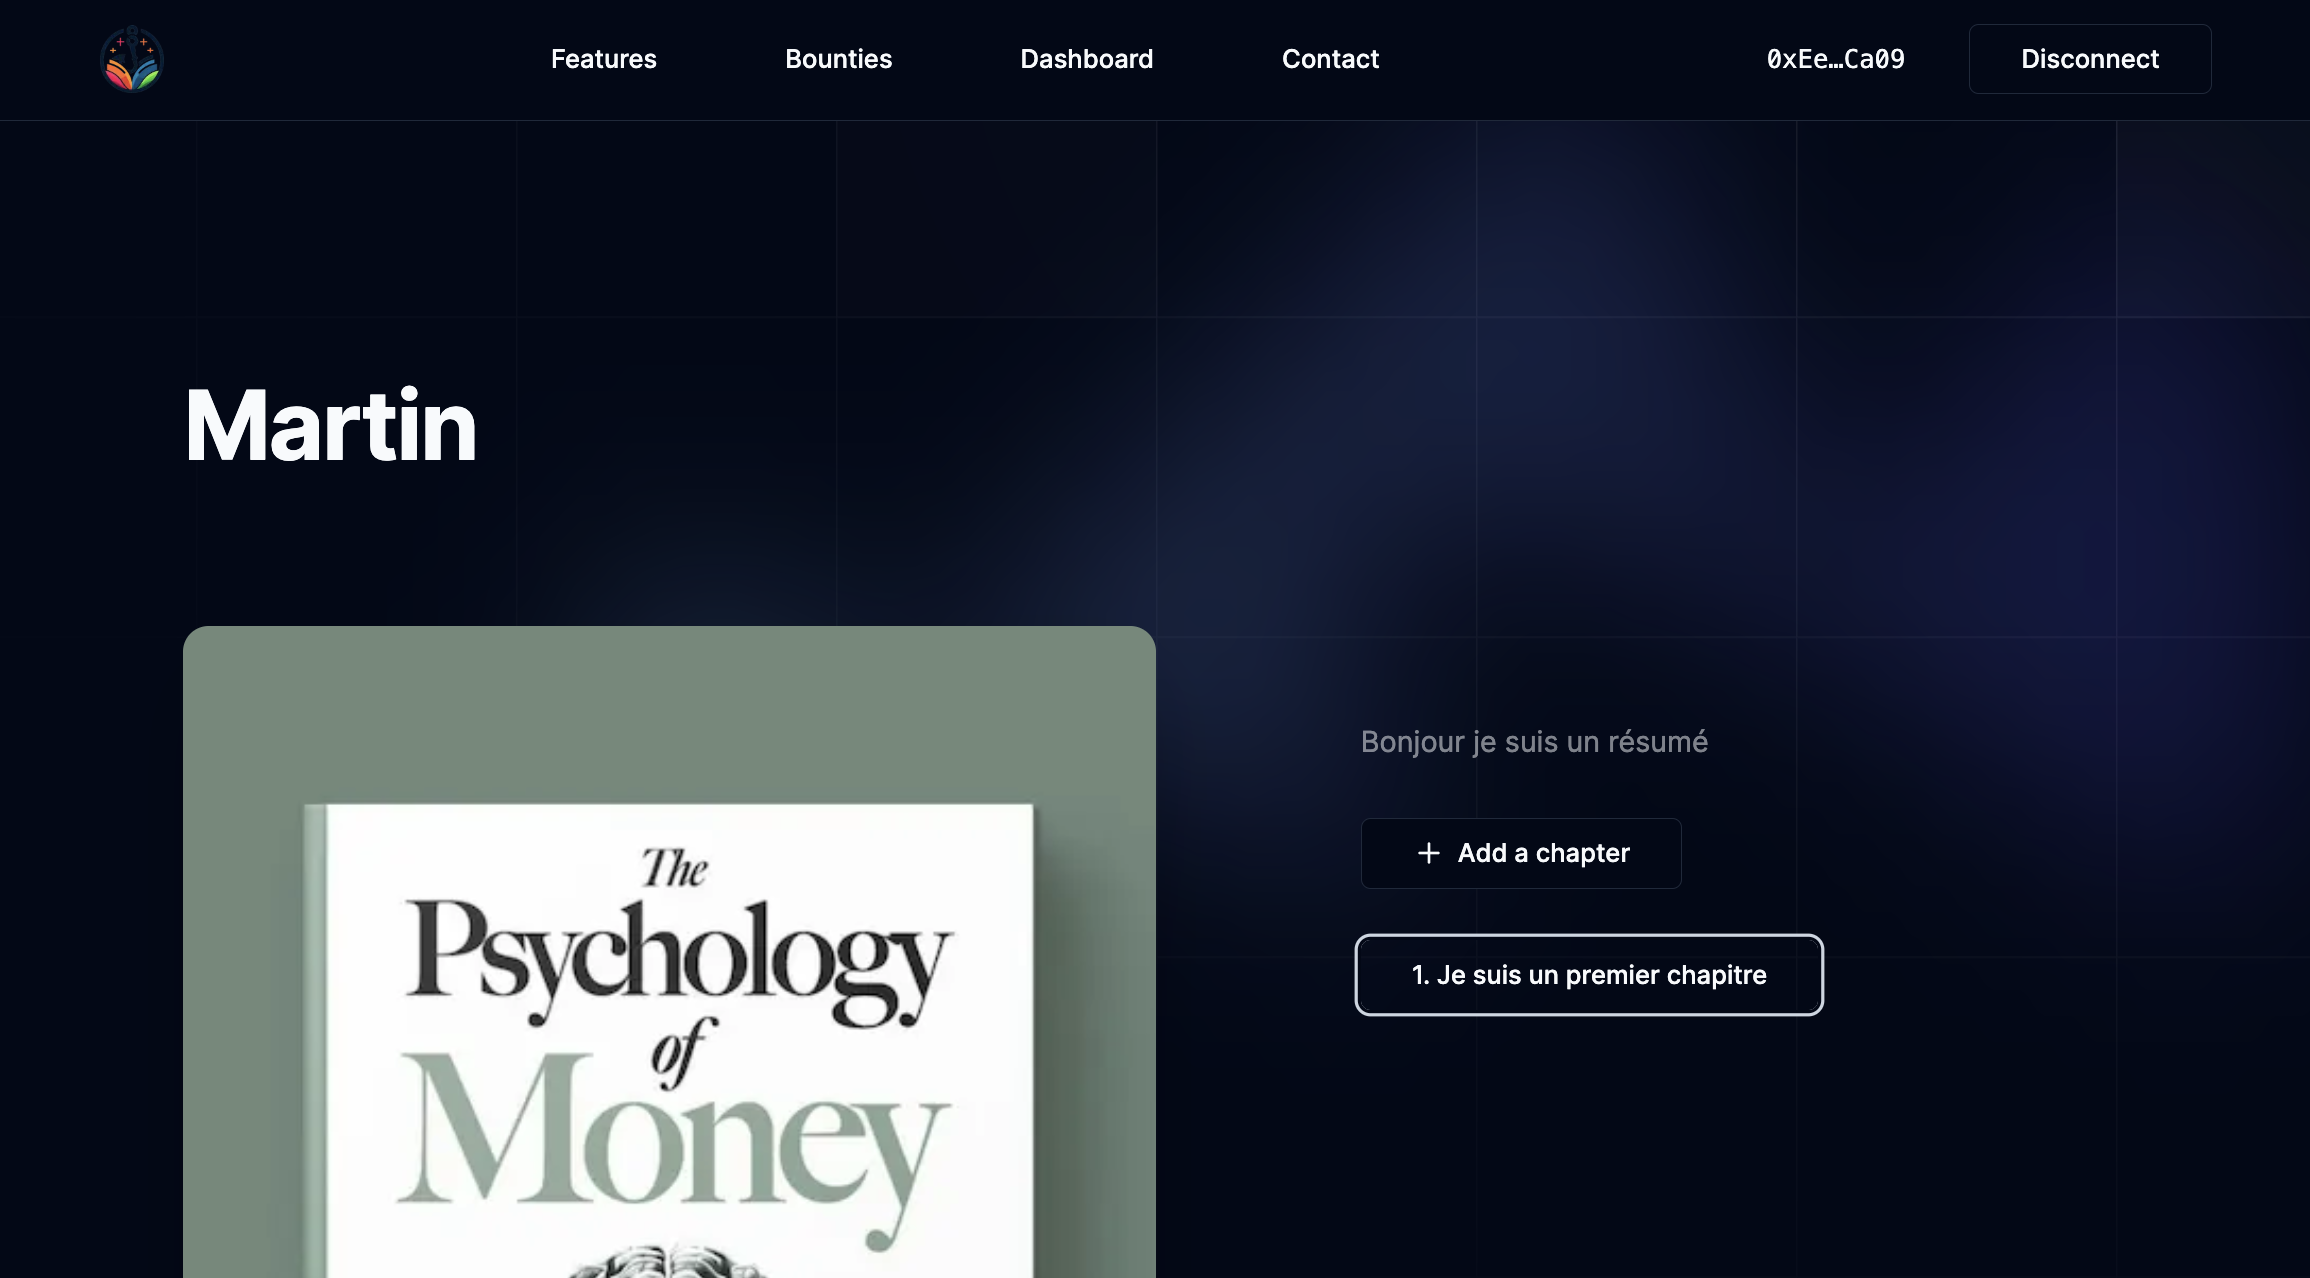 Features
Bounties
Dashboard
Contact
0xEe…Ca09
Disconnect
Martin
The
Psychology
of
Money
Bonjour je suis un résumé
+ Add a chapter
1. Je suis un premier chapitre